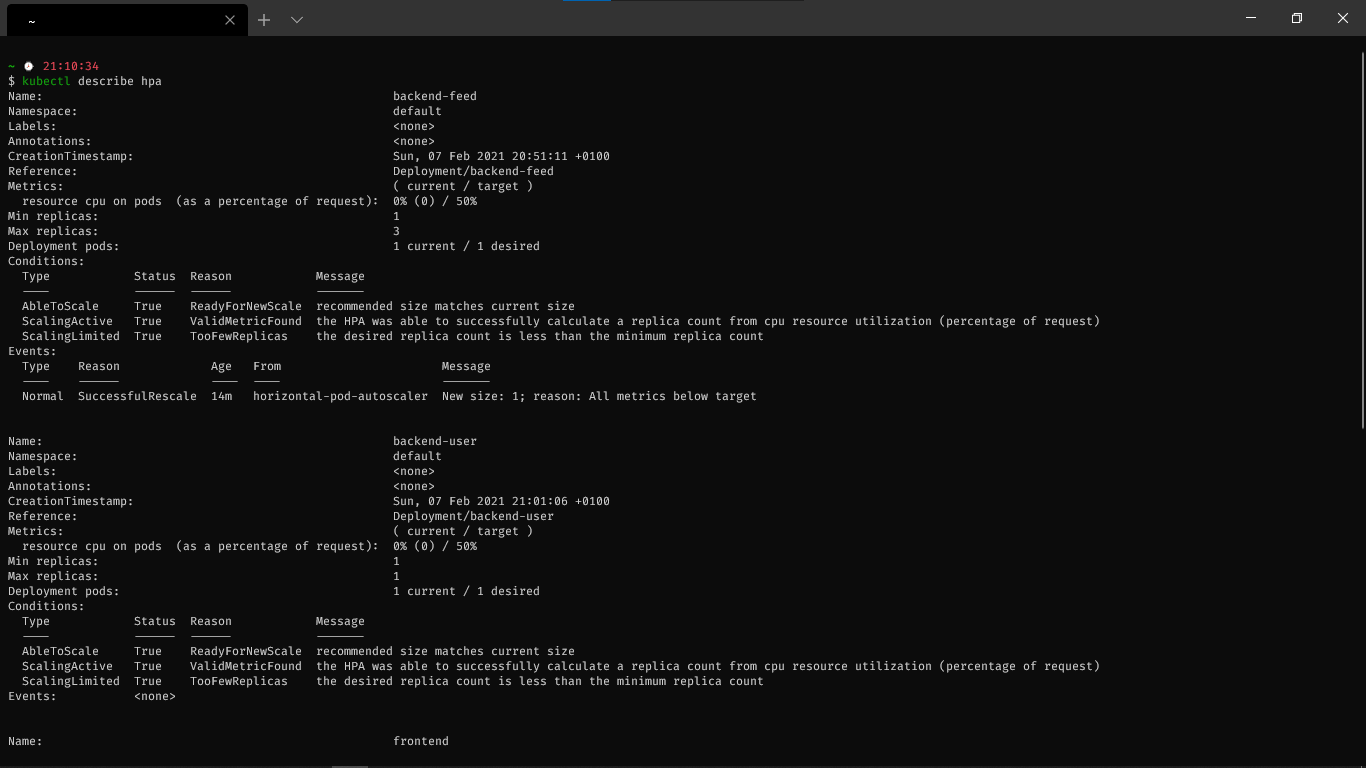 ~
~ 21:10:34
$ kubectl describe hpa
Name: backend-feed
Namespace: default
Labels: <none>
Annotations: <none>
CreationTimestamp: Sun, 07 Feb 2021 20:51:11 +0100
Reference: Deployment/backend-feed
Metrics: ( current / target )
resource cpu on pods (as a percentage of request): 0% (0) / 50%
Min replicas: 1
Max replicas: 3
Deployment pods: 1 current / 1 desired
Conditions:
Type Status Reason Message
---- ------ ------ -------
AbleToScale True ReadyForNewScale recommended size matches current size
ScalingActive True ValidMetricFound the HPA was able to successfully calculate a replica count from cpu resource utilization (percentage of request)
ScalingLimited True TooFewReplicas the desired replica count is less than the minimum replica count
Events:
Type Reason Age From Message
---- ------ ---- ---- -------
Normal SuccessfulRescale 14m horizontal-pod-autoscaler New size: 1; reason: All metrics below target
Name: backend-user
Namespace: default
Labels: <none>
Annotations: <none>
CreationTimestamp: Sun, 07 Feb 2021 21:01:06 +0100
Reference: Deployment/backend-user
Metrics: ( current / target )
resource cpu on pods (as a percentage of request): 0% (0) / 50%
Min replicas: 1
Max replicas: 1
Deployment pods: 1 current / 1 desired
Conditions:
Type Status Reason Message
---- ------ ------ -------
AbleToScale True ReadyForNewScale recommended size matches current size
ScalingActive True ValidMetricFound the HPA was able to successfully calculate a replica count from cpu resource utilization (percentage of request)
ScalingLimited True TooFewReplicas the desired replica count is less than the minimum replica count
Events: <none>
Name: frontend